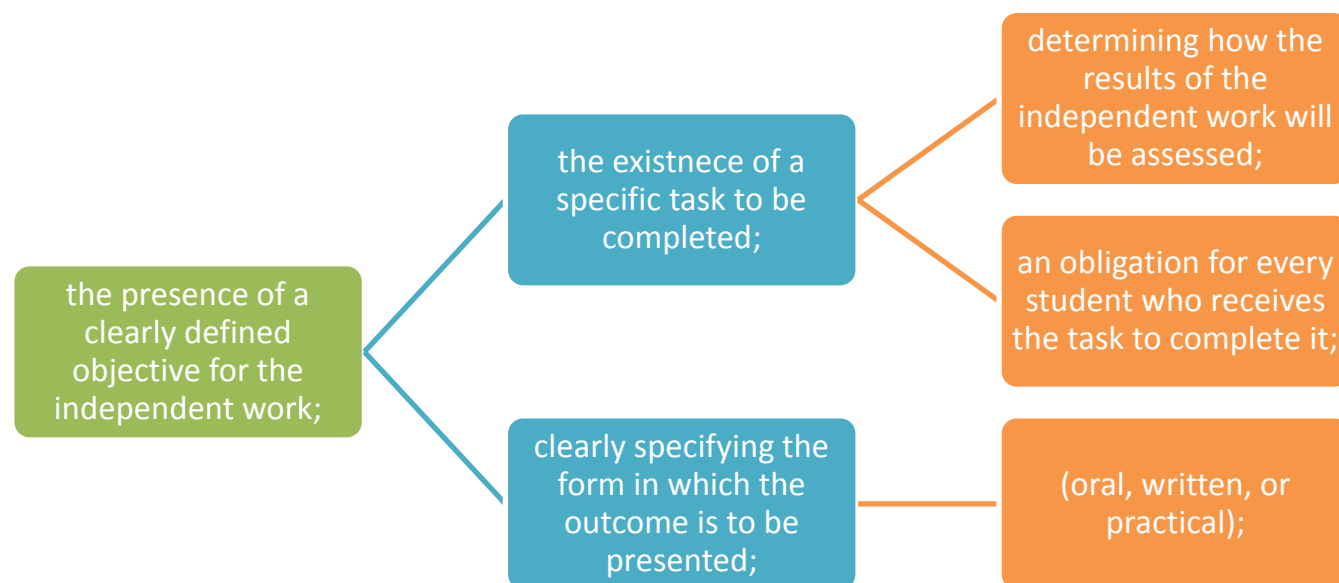 the presence of a
clearly defined
objective for the
independent work;
the existnece of a
specific task to be
completed;
determining how the
results of the
independent work will
be assessed;
an obligation for every
student who receives
the task to complete it;
clearly specifying the
form in which the
outcome is to be
presented;
(oral, written, or
practical);